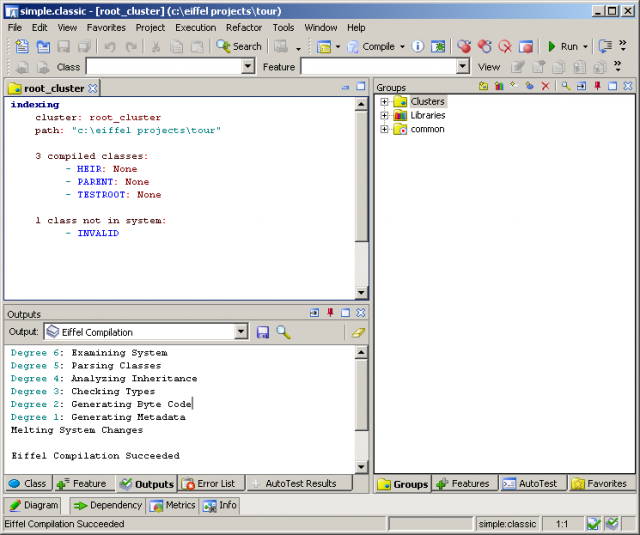 simple.classic - [root_cluster] (c:\eiffel projects\tour)
File Edit View Favorites Project Execution Refactor Tools Window Help
Search Compile Run
Class Feature View
root_cluster
indexing
cluster: root_cluster
path: "c:\eiffel projects\tour"
3 compiled classes:
- HEIR: None
- PARENT: None
- TESTROOT: None
1 class not in system:
- INVALID
Groups
Clusters
Libraries
common
Outputs
Output: Eiffel Compilation
Degree 6: Examining System
Degree 5: Parsing Classes
Degree 4: Analyzing Inheritance
Degree 3: Checking Types
Degree 2: Generating Byte Code
Degree 1: Generating Metadata
Melting System Changes
Eiffel Compilation Succeeded
Class Feature Outputs Error List AutoTest Results
Groups Features AutoTest Favorites
Diagram Dependency Metrics Info
Eiffel Compilation Succeeded simple:classic 1:1